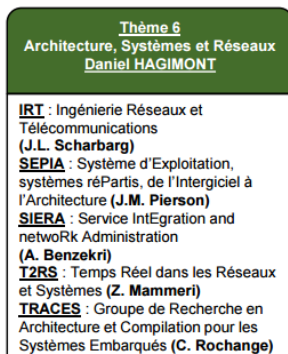 Thème 6
Architecture, Systèmes et Réseaux
Daniel HAGIMONT
IRT : Ingénierie Réseaux et
Télécommunications
(J.L. Scharbarg)
SEPIA : Système d'Exploitation,
systèmes réPartis, de l'Intergiciel à
l'Architecture (J.M. Pierson)
SIERA : Service IntEgration and
netwoRk Administration
(A. Benzekri)
T2RS : Temps Réel dans les Réseaux
et Systèmes (Z. Mammeri)
TRACES : Groupe de Recherche en
Architecture et Compilation pour les
Systèmes Embarqués (C. Rochange)